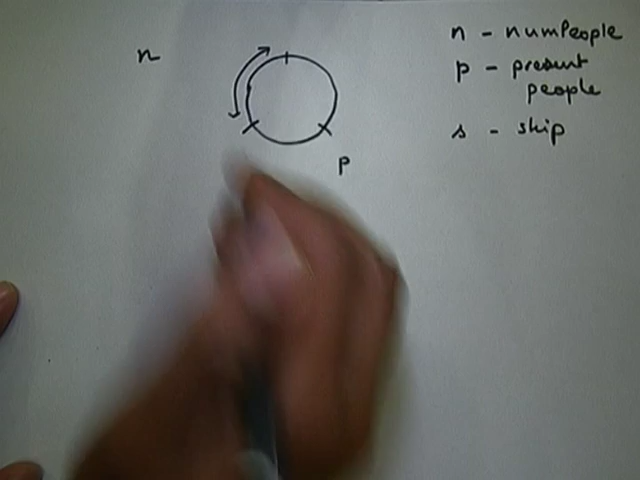 n
p
n - numPeople
p - present
people
s - skip